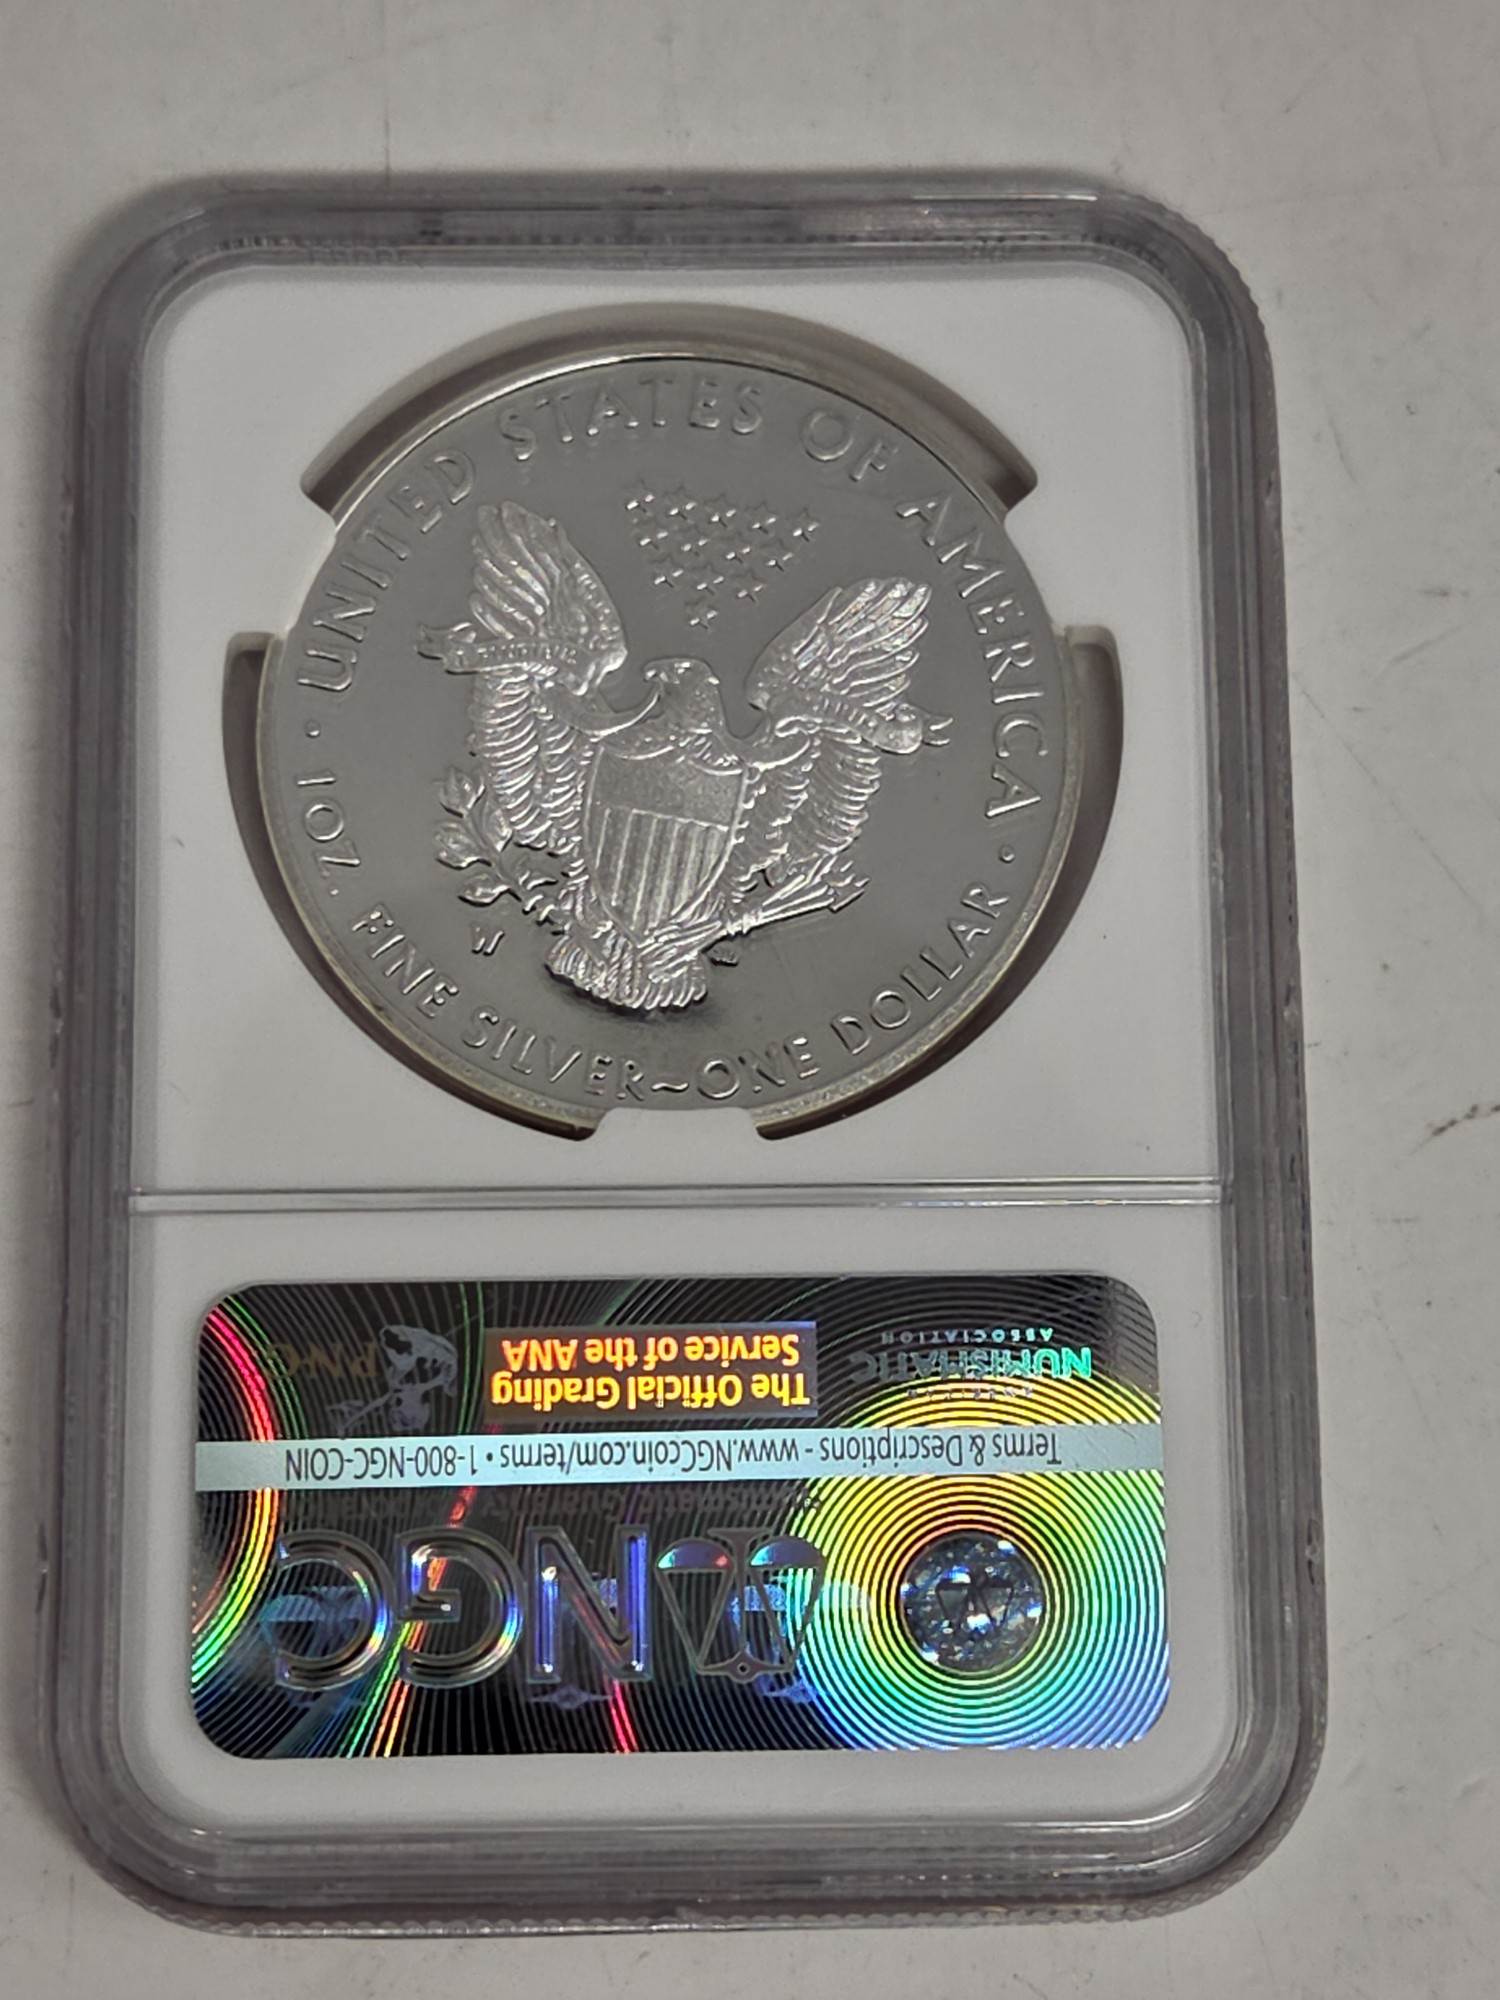 UNITED STATES OF AMERICA
1 OZ. FINE SILVER~ONE DOLLAR
W
NGC
Terms & Descriptions - www.NGCcoin.com/terms • 1-800-NGC-COIN
The Official Grading
Service of the ANA
NUMISMATIC
ASSOCIATION
PNG